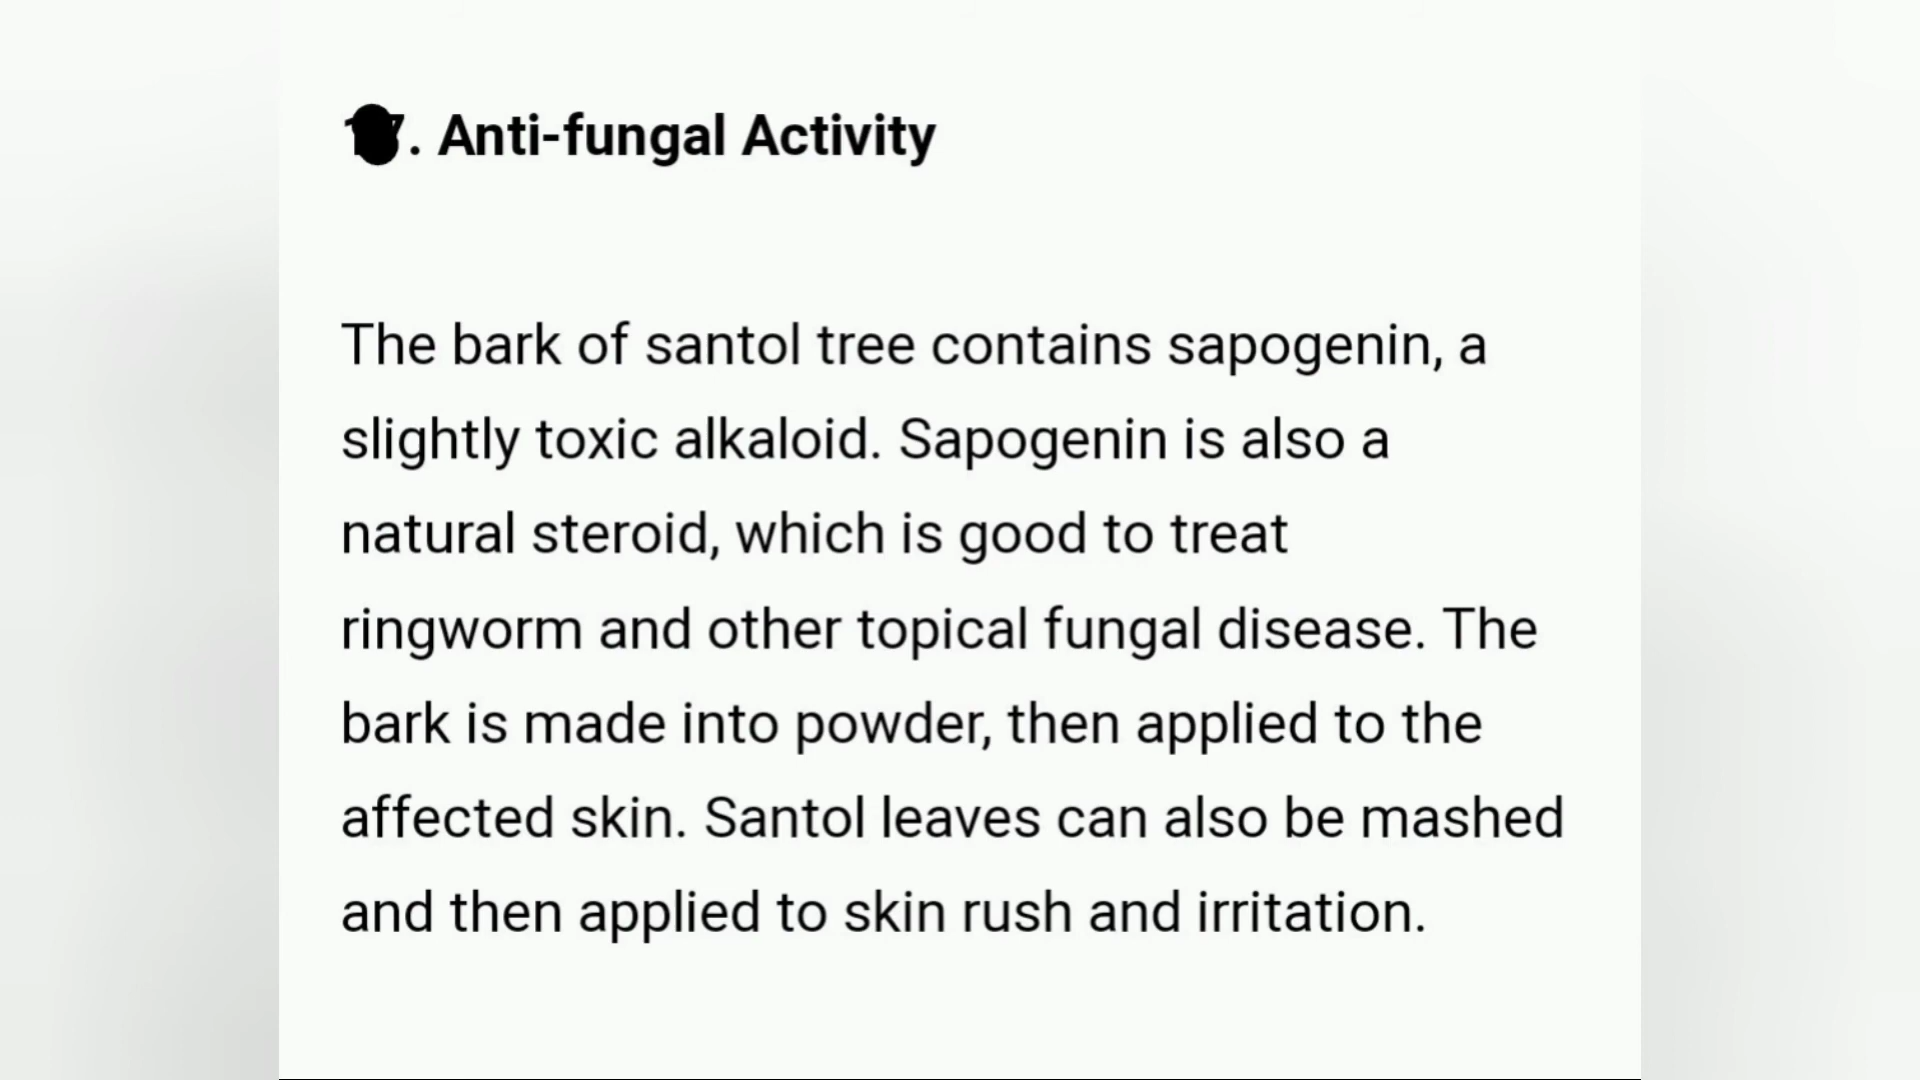 17. Anti-fungal Activity
The bark of santol tree contains sapogenin, a
slightly toxic alkaloid. Sapogenin is also a
natural steroid, which is good to treat
ringworm and other topical fungal disease. The
bark is made into powder, then applied to the
affected skin. Santol leaves can also be mashed
and then applied to skin rush and irritation.